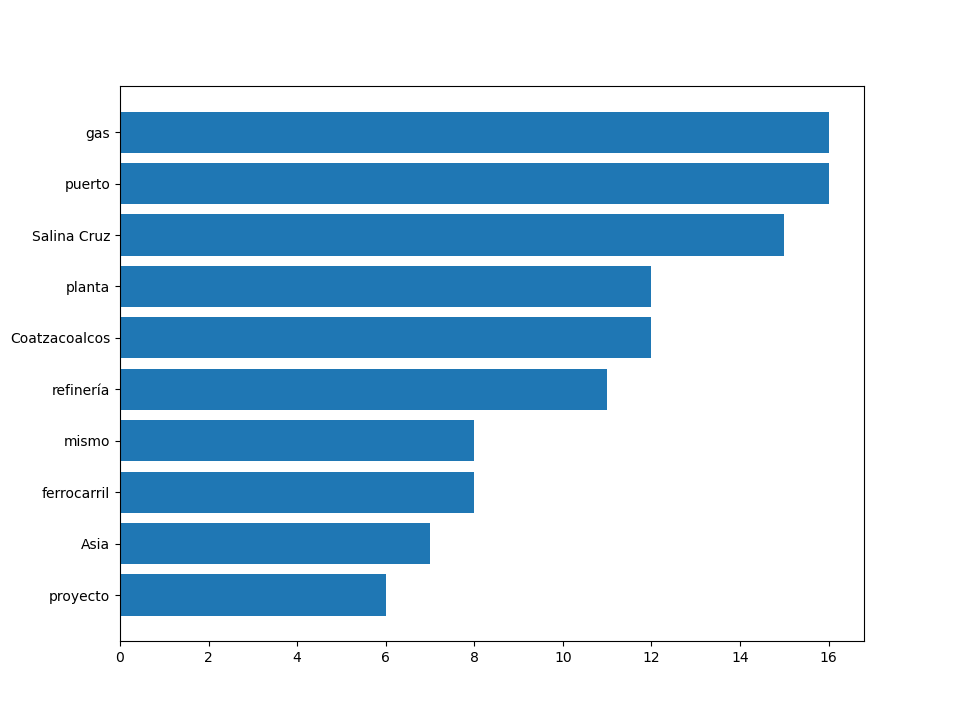 gas
puerto
Salina Cruz
planta
Coatzacoalcos
refinería
mismo
ferrocarril
Asia
proyecto
0 2 4 6 8 10 12 14 16